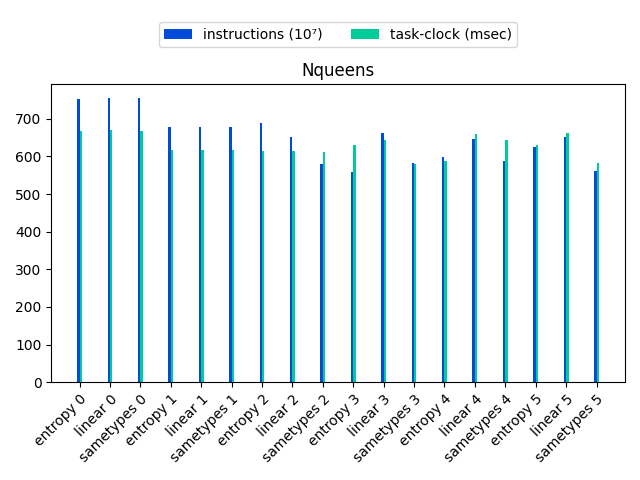 instructions (10⁷) task-clock (msec)
Nqueens
700
600
500
400
300
200
100
0
entropy 0 linear 0 sametypes 0 entropy 1 linear 1 sametypes 1 entropy 2 linear 2 sametypes 2 entropy 3 linear 3 sametypes 3 entropy 4 linear 4 sametypes 4 entropy 5 linear 5 sametypes 5